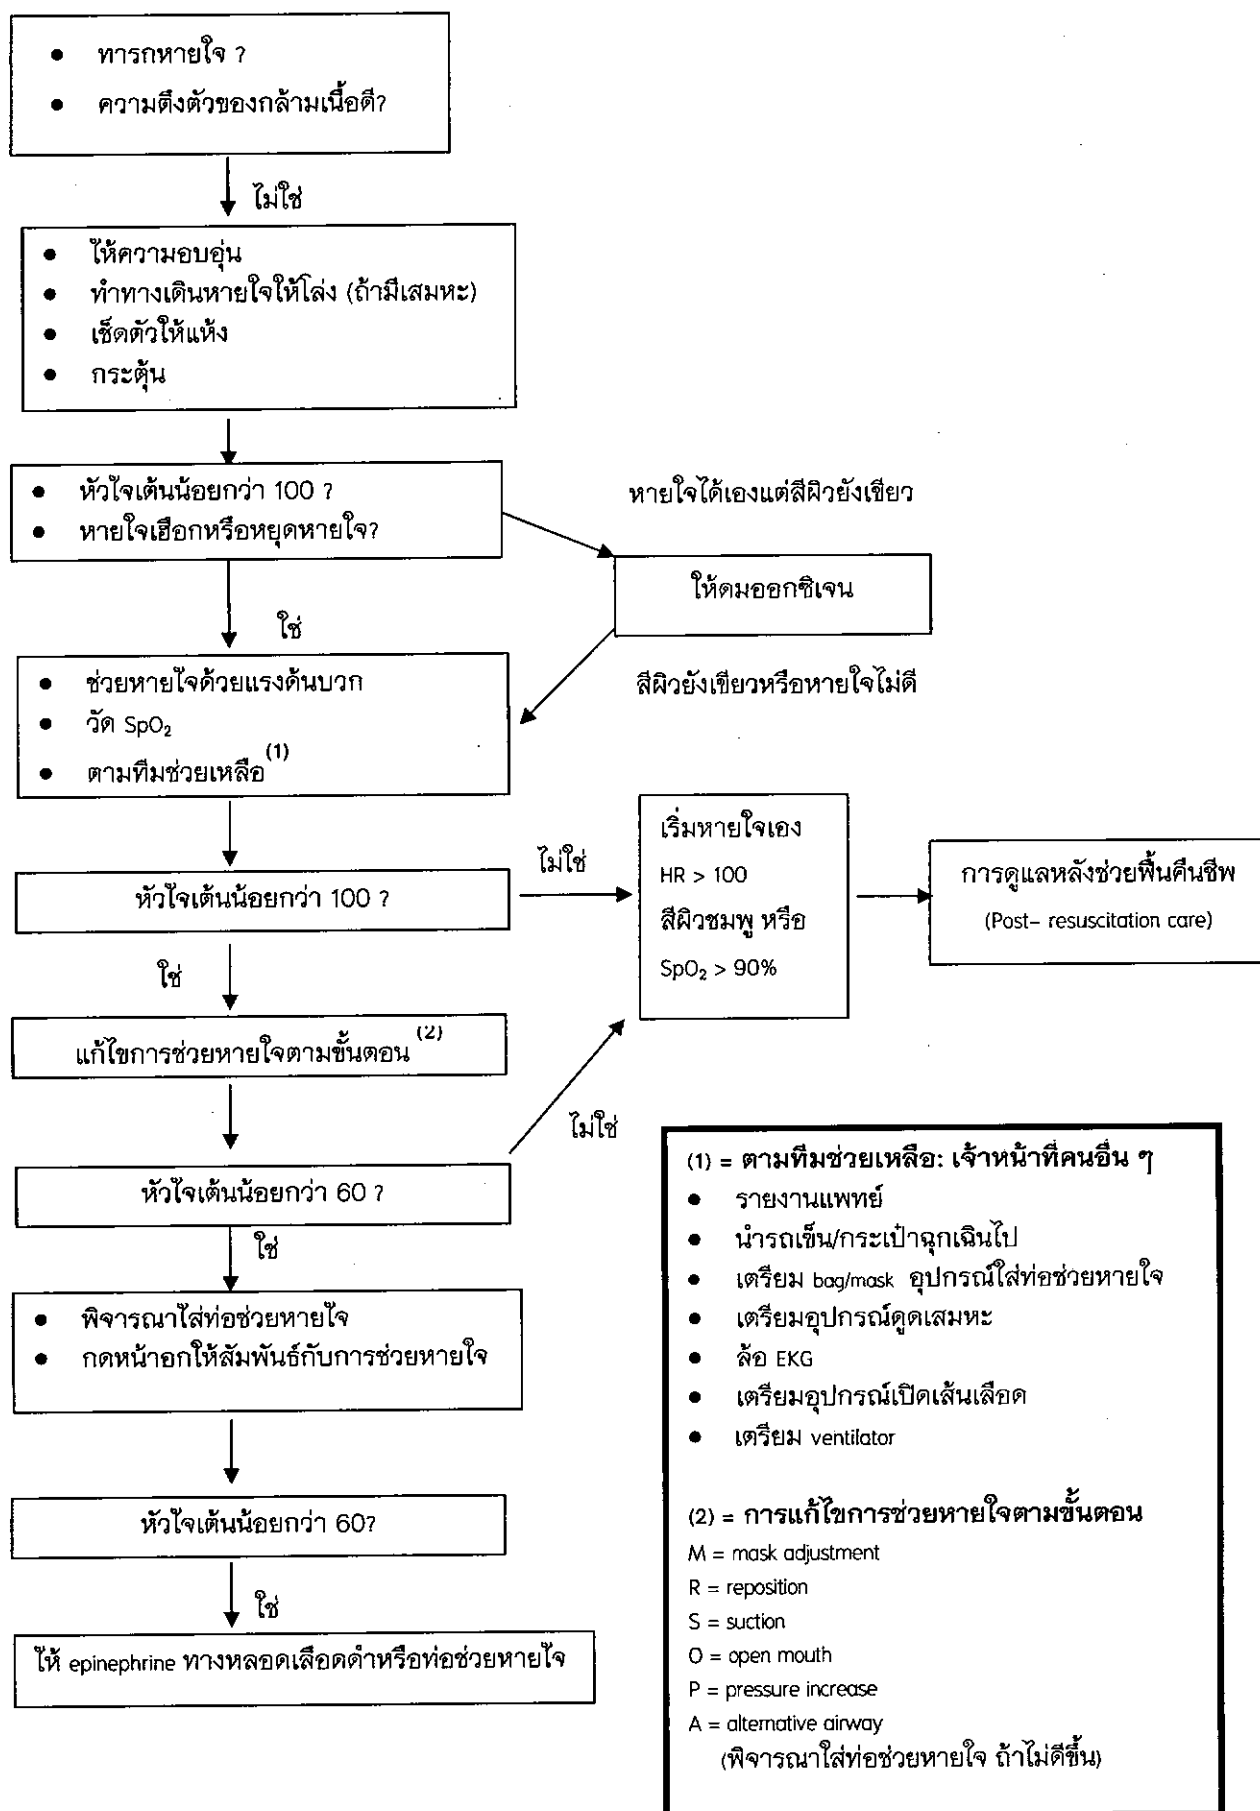 ● ทารกหายใจ ?
● ความตึงตัวของกล้ามเนื้อดี?
ไม่ใช่
● ให้ความอบอุ่น
● ทำทางเดินหายใจให้โล่ง (ถ้ามีเสมหะ)
● เช็ดตัวให้แห้ง
● กระตุ้น
● หัวใจเต้นน้อยกว่า 100 ?
● หายใจเฮือกหรือหยุดหายใจ?
หายใจได้เองแต่สีผิวยังเขียว
ให้ดมออกซิเจน
ใช่
สีผิวยังเขียวหรือหายใจไม่ดี
● ช่วยหายใจด้วยแรงดันบวก
● วัด SpO₂
● ตามทีมช่วยเหลือ(1)
หัวใจเต้นน้อยกว่า 100 ?
ไม่ใช่
เริ่มหายใจเอง
HR > 100
สีผิวชมพู หรือ
SpO₂ > 90%
การดูแลหลังช่วยฟื้นคืนชีพ
(Post– resuscitation care)
ใช่
แก้ไขการช่วยหายใจตามขั้นตอน(2)
ไม่ใช่
หัวใจเต้นน้อยกว่า 60 ?
ใช่
● พิจารณาใส่ท่อช่วยหายใจ
● กดหน้าอกให้สัมพันธ์กับการช่วยหายใจ
หัวใจเต้นน้อยกว่า 60?
ใช่
ให้ epinephrine ทางหลอดเลือดดำหรือท่อช่วยหายใจ
(1) = ตามทีมช่วยเหลือ: เจ้าหน้าที่คนอื่น ๆ
● รายงานแพทย์
● นำรถเข็น/กระเป๋าฉุกเฉินไป
● เตรียม bag/mask อุปกรณ์ใส่ท่อช่วยหายใจ
● เตรียมอุปกรณ์ดูดเสมหะ
● ล้อ EKG
● เตรียมอุปกรณ์เปิดเส้นเลือด
● เตรียม ventilator
(2) = การแก้ไขการช่วยหายใจตามขั้นตอน
M = mask adjustment
R = reposition
S = suction
O = open mouth
P = pressure increase
A = alternative airway
(พิจารณาใส่ท่อช่วยหายใจ ถ้าไม่ดีขึ้น)